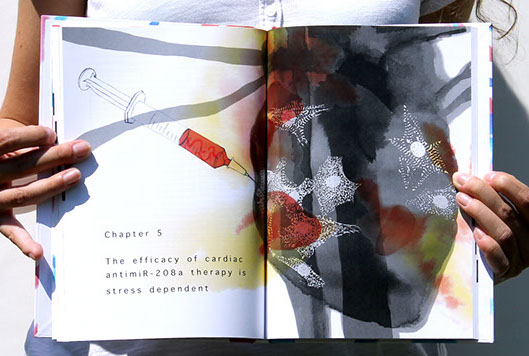 Chapter 5
The efficacy of cardiac
antimiR-208a therapy is
stress dependent